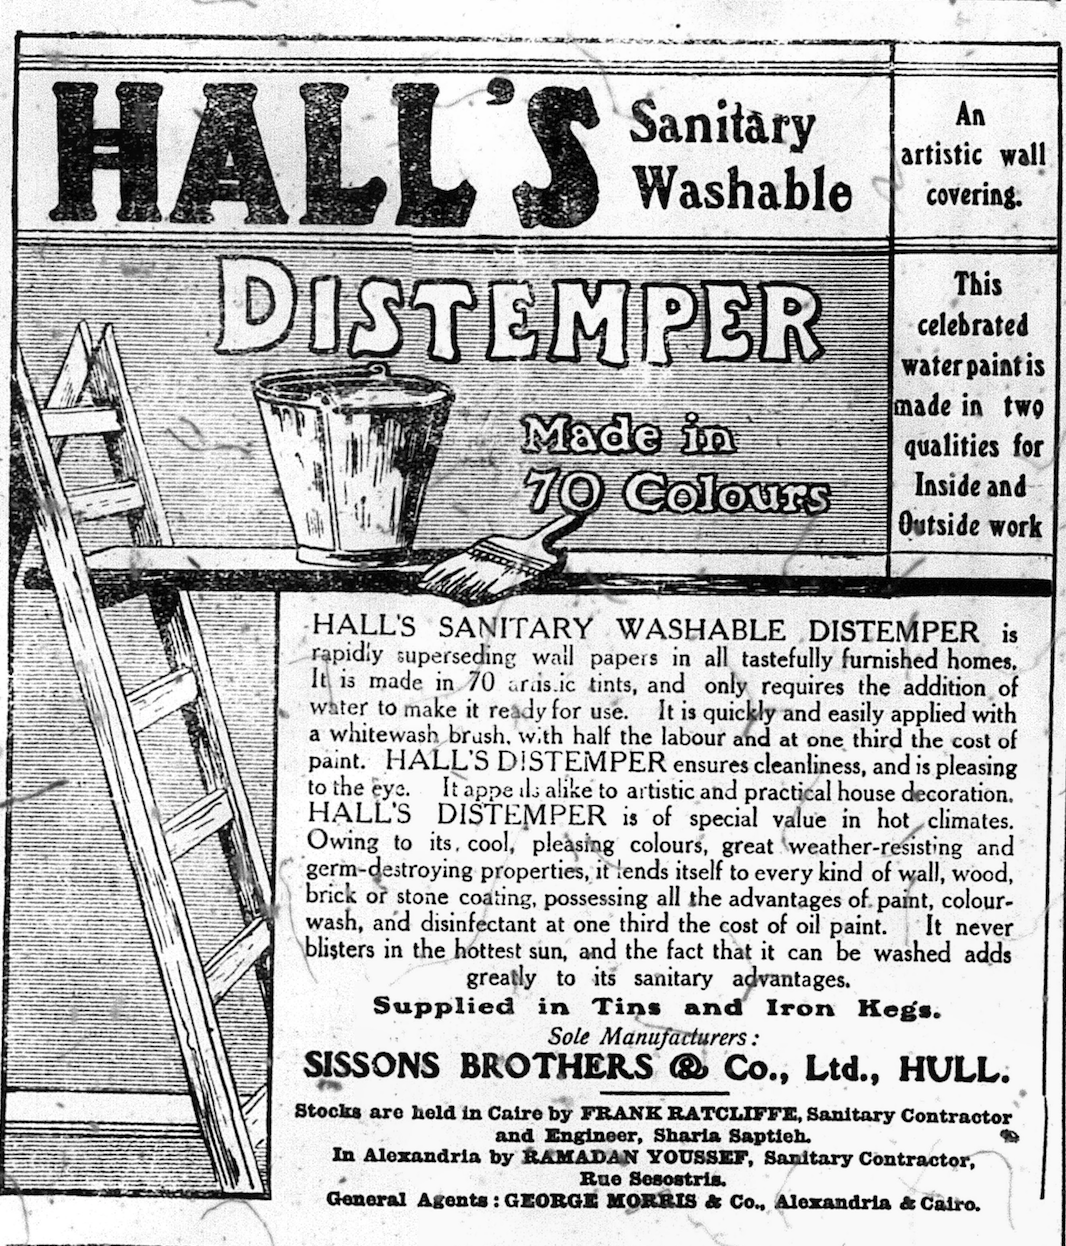 HALL'S Sanitary
Washable
DISTEMPER
Made in
70 Colours
An
artistic wall
covering.
This
celebrated
water paint is
made in two
qualities for
Inside and
Outside work
HALL'S SANITARY WASHABLE DISTEMPER is
rapidly superseding wall papers in all tastefully furnished homes.
It is made in 70 artistic tints, and only requires the addition of
water to make it ready for use. It is quickly and easily applied with
a whitewash brush, with half the labour and at one third the cost of
paint. HALL'S DISTEMPER ensures cleanliness, and is pleasing
to the eye. It appeals alike to artistic and practical house decoration.
HALL'S DISTEMPER is of special value in hot climates.
Owing to its cool, pleasing colours, great weather-resisting and
germ-destroying properties, it lends itself to every kind of wall, wood,
brick or stone coating, possessing all the advantages of paint, colour-
wash, and disinfectant at one third the cost of oil paint. It never
blisters in the hottest sun, and the fact that it can be washed adds
greatly to its sanitary advantages.
Supplied in Tins and Iron Kegs.
Sole Manufacturers:
SISSONS BROTHERS & Co., Ltd., HULL.
Stocks are held in Cairo by FRANK RATCLIFFE, Sanitary Contractor
and Engineer, Sharia Saptieh.
In Alexandria by RAMADAN YOUSSEF, Sanitary Contractor,
Rue Sesostris.
General Agents: GEORGE MORRIS & Co., Alexandria & Cairo.